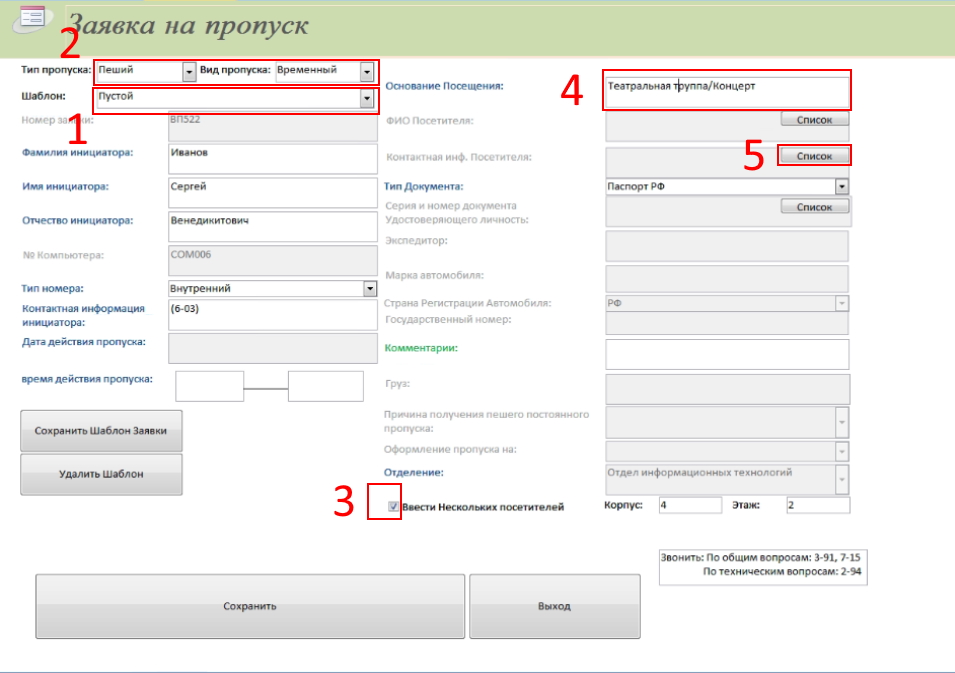 Заявка на пропуск
2
Тип пропуска: Пеший Вид пропуска: Временный
Шаблон: Пустой
1
Номер заявки: ВП522
Фамилия инициатора: Иванов
Имя инициатора: Сергей
Отчество инициатора: Венедикитович
№ Компьютера: COM006
Тип номера: Внутренний
Контактная информация
инициатора: (6-03)
Дата действия пропуска:
время действия пропуска:
Сохранить Шаблон Заявки
Удалить Шаблон
Основание Посещения: 4 Театральная труппа/Концерт
ФИО Посетителя: Список
Контактная инф. Посетителя: 5 Список
Тип Документа: Паспорт РФ
Серия и номер документа
Удостоверяющего личность: Список
Экспедитор:
Марка автомобиля:
Страна Регистрации Автомобиля: РФ
Государственный номер:
Комментарии:
Груз:
Причина получения пешего постоянного
пропуска:
Оформление пропуска на:
Отделение: Отдел информационных технологий
3 Ввести Нескольких посетителей Корпус: 4 Этаж: 2
Звонить: По общим вопросам: 3-91, 7-15
По техническим вопросам: 2-94
Сохранить
Выход